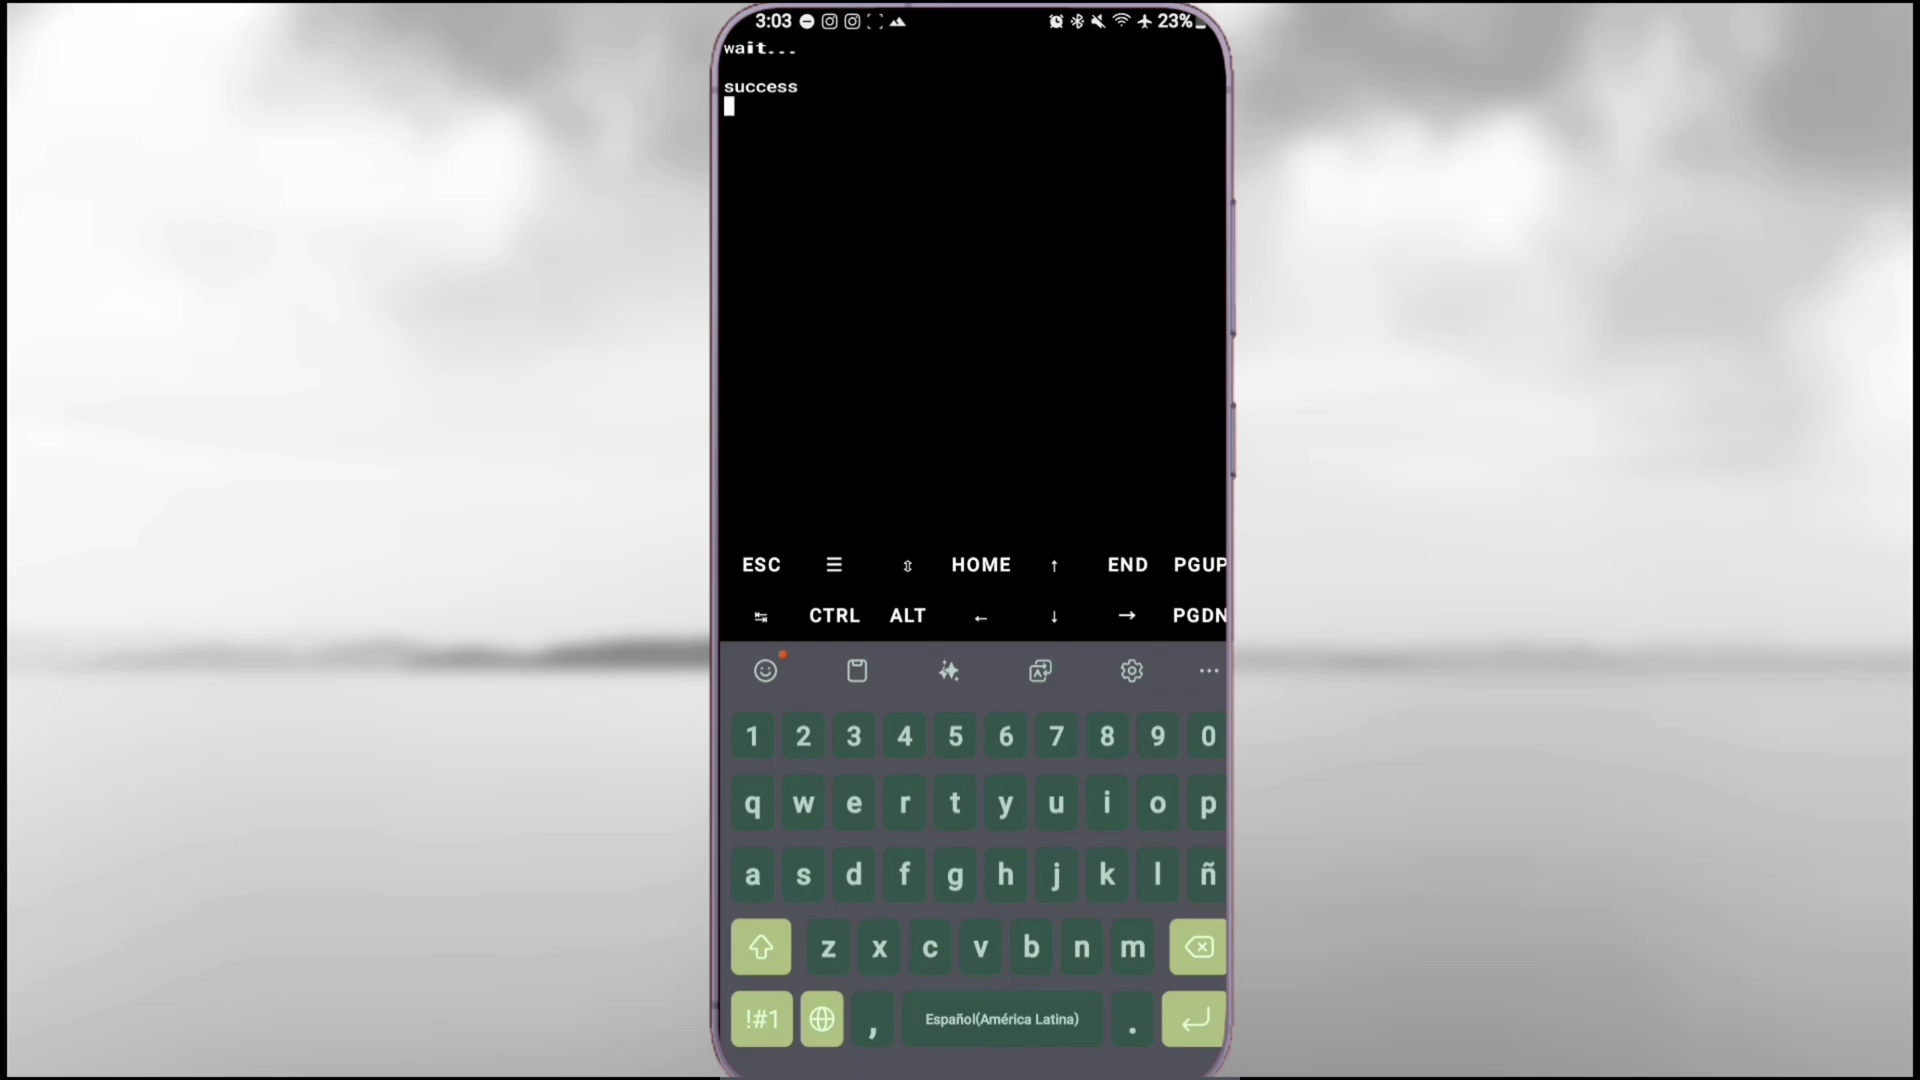 3:03 23%
wait...
success
ESC ☰ ⇳ HOME ↑ END PGUP
↹ CTRL ALT ← ↓ → PGDN
1 2 3 4 5 6 7 8 9 0
q w e r t y u i o p
a s d f g h j k l ñ
z x c v b n m
!#1 , Español(América Latina) .